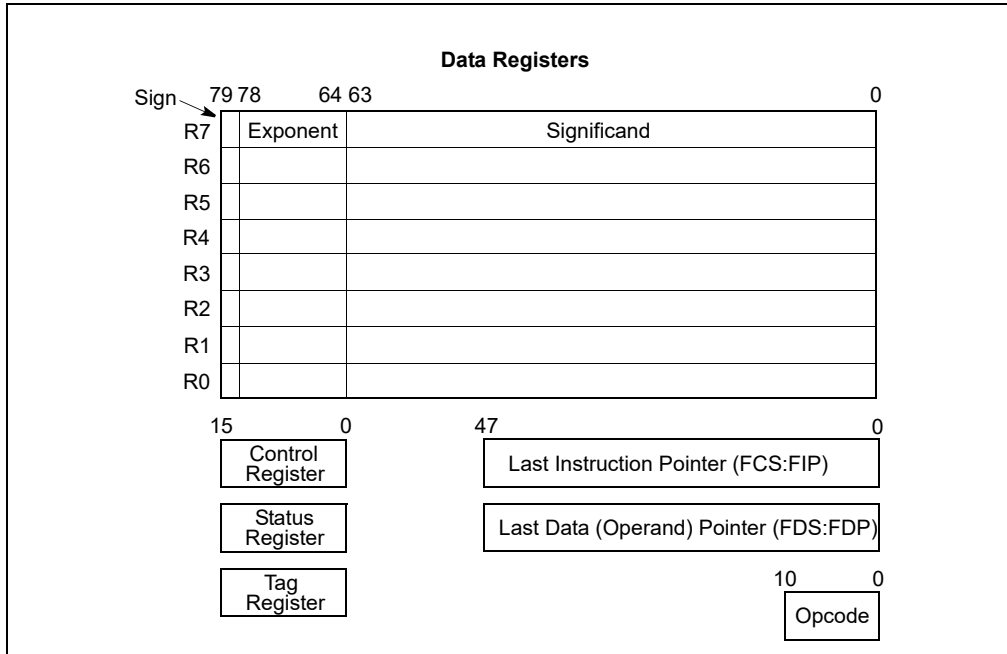 Data Registers
Sign 79 78 64 63 0
R7 Exponent Significand
R6
R5
R4
R3
R2
R1
R0
15 0 47 0
Control
Register
Last Instruction Pointer (FCS:FIP)
Status
Register
Last Data (Operand) Pointer (FDS:FDP)
Tag
Register
10 0
Opcode